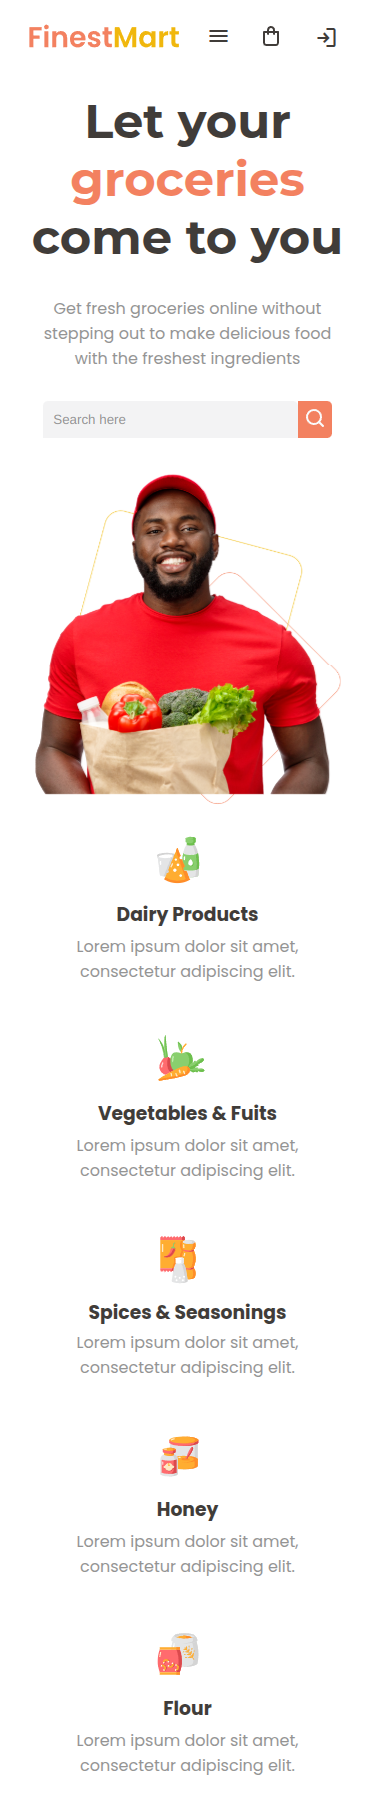 FinestMart
Let your
groceries
come to you
Get fresh groceries online without
stepping out to make delicious food
with the freshest ingredients
Search here
Dairy Products
Lorem ipsum dolor sit amet,
consectetur adipiscing elit.
Vegetables & Fuits
Lorem ipsum dolor sit amet,
consectetur adipiscing elit.
Spices & Seasonings
Lorem ipsum dolor sit amet,
consectetur adipiscing elit.
Honey
Lorem ipsum dolor sit amet,
consectetur adipiscing elit.
Flour
Lorem ipsum dolor sit amet,
consectetur adipiscing elit.